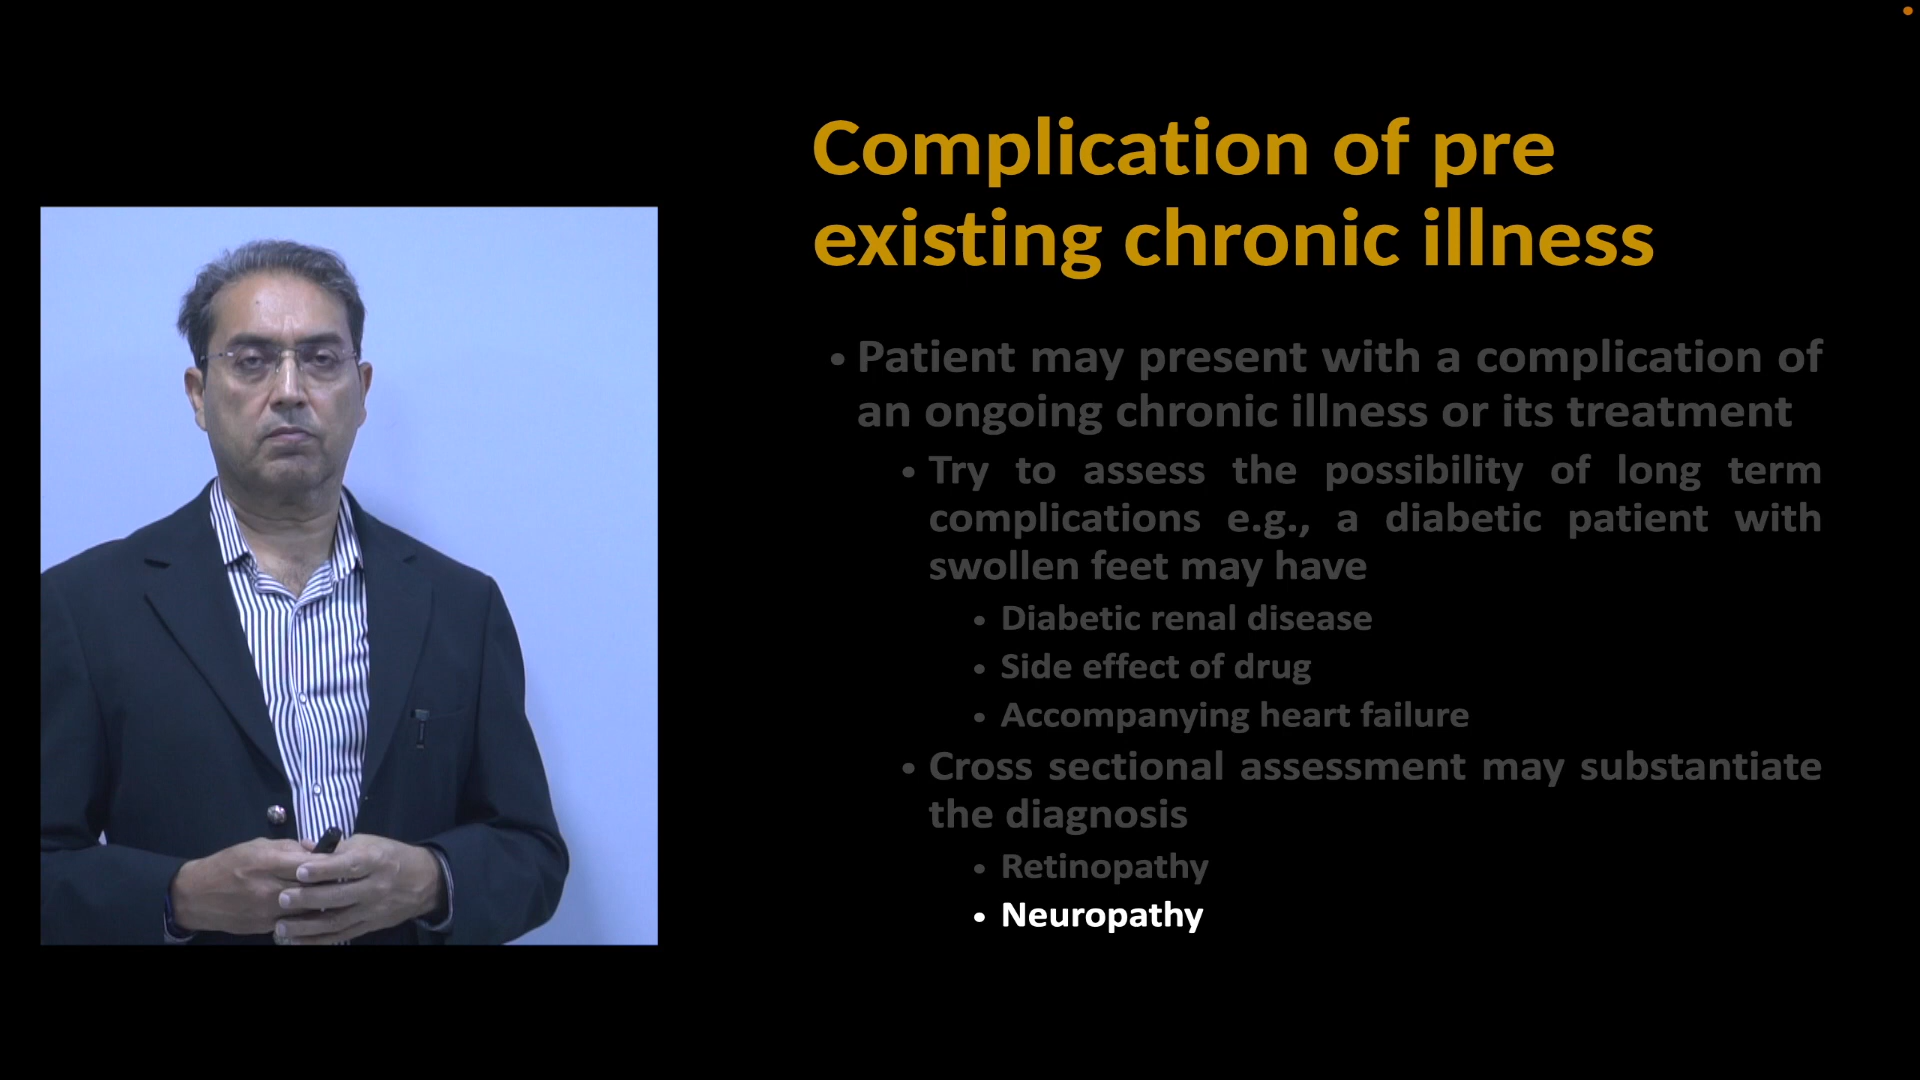 Complication of pre
existing chronic illness
• Patient may present with a complication of
an ongoing chronic illness or its treatment
• Try to assess the possibility of long term
complications e.g., a diabetic patient with
swollen feet may have
• Diabetic renal disease
• Side effect of drug
• Accompanying heart failure
• Cross sectional assessment may substantiate
the diagnosis
• Retinopathy
• Neuropathy